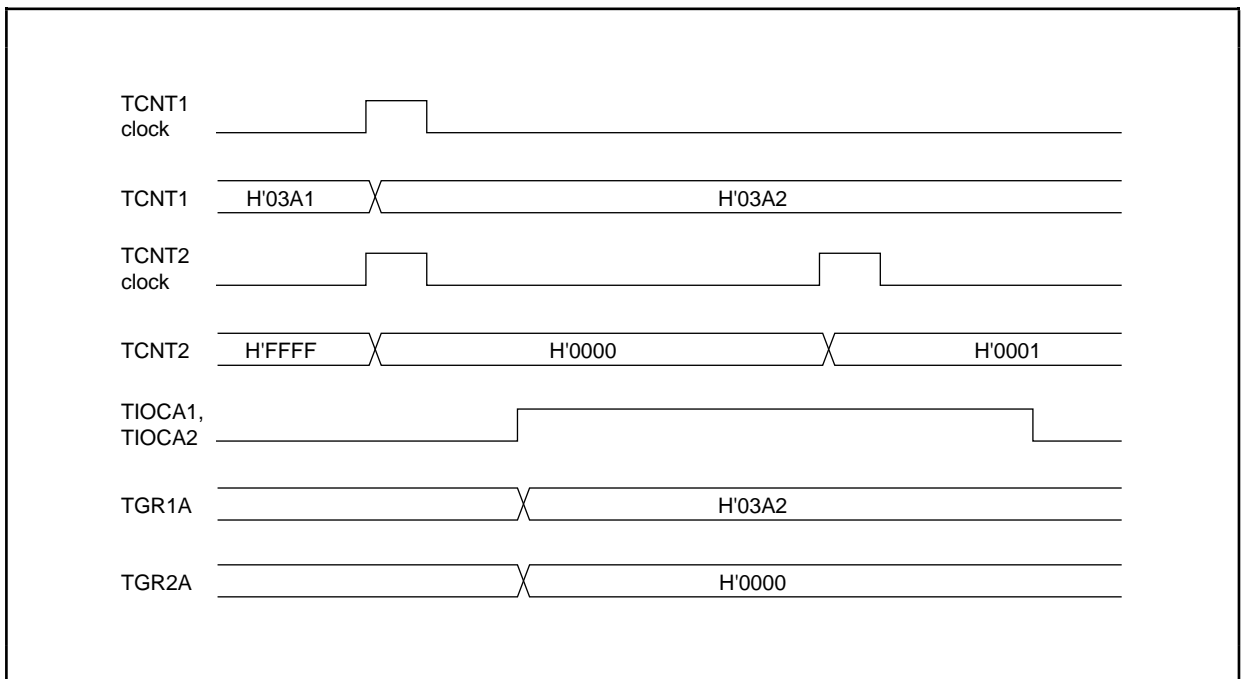 TCNT1
clock
TCNT1 H'03A1 H'03A2
TCNT2
clock
TCNT2 H'FFFF H'0000 H'0001
TIOCA1,
TIOCA2
TGR1A H'03A2
TGR2A H'0000